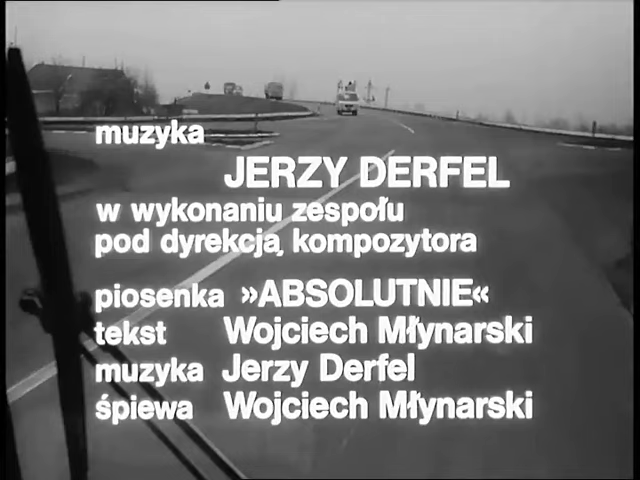 muzyka
JERZY DERFEL
w wykonaniu zespołu
pod dyrekcją kompozytora
piosenka »ABSOLUTNIE«
tekst Wojciech Młynarski
muzyka Jerzy Derfel
śpiewa Wojciech Młynarski